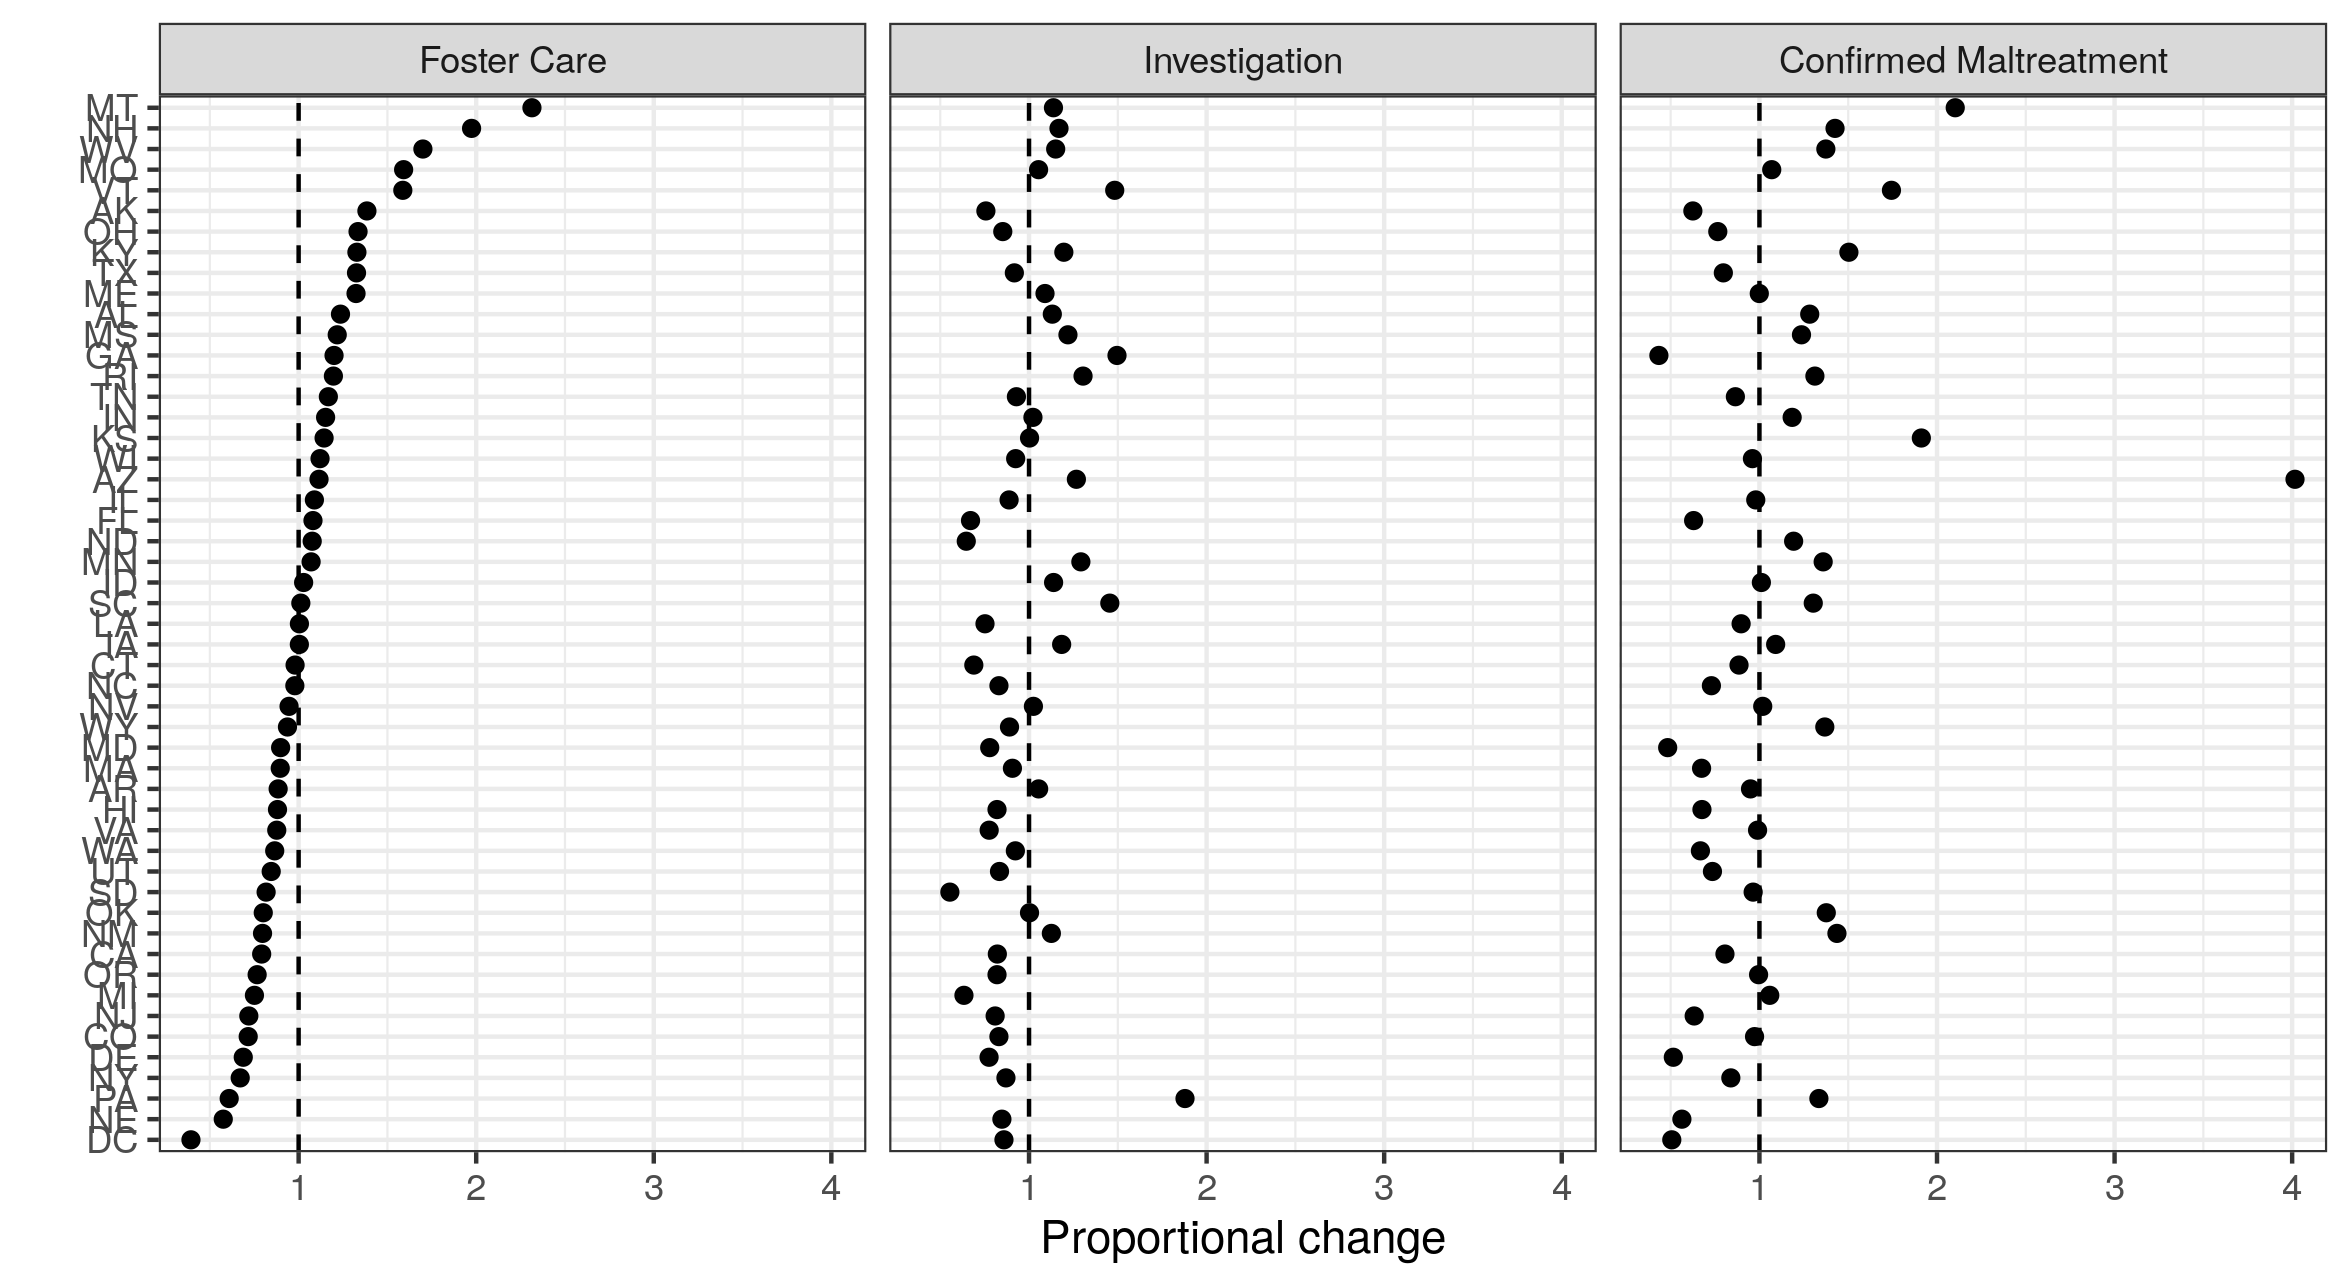 Foster Care Investigation Confirmed Maltreatment
MT
NH
WV
MO
VT
AK
OH
KY
TX
ME
AL
MS
GA
RI
TN
IN
KS
WI
AZ
IL
FL
ND
MN
ID
SC
LA
IA
CT
NC
NV
WY
MD
MA
AR
HI
VA
WA
UT
SD
OK
NM
CA
OR
MI
NJ
CO
DE
NY
PA
NE
DC
1 2 3 4 1 2 3 4 1 2 3 4
Proportional change